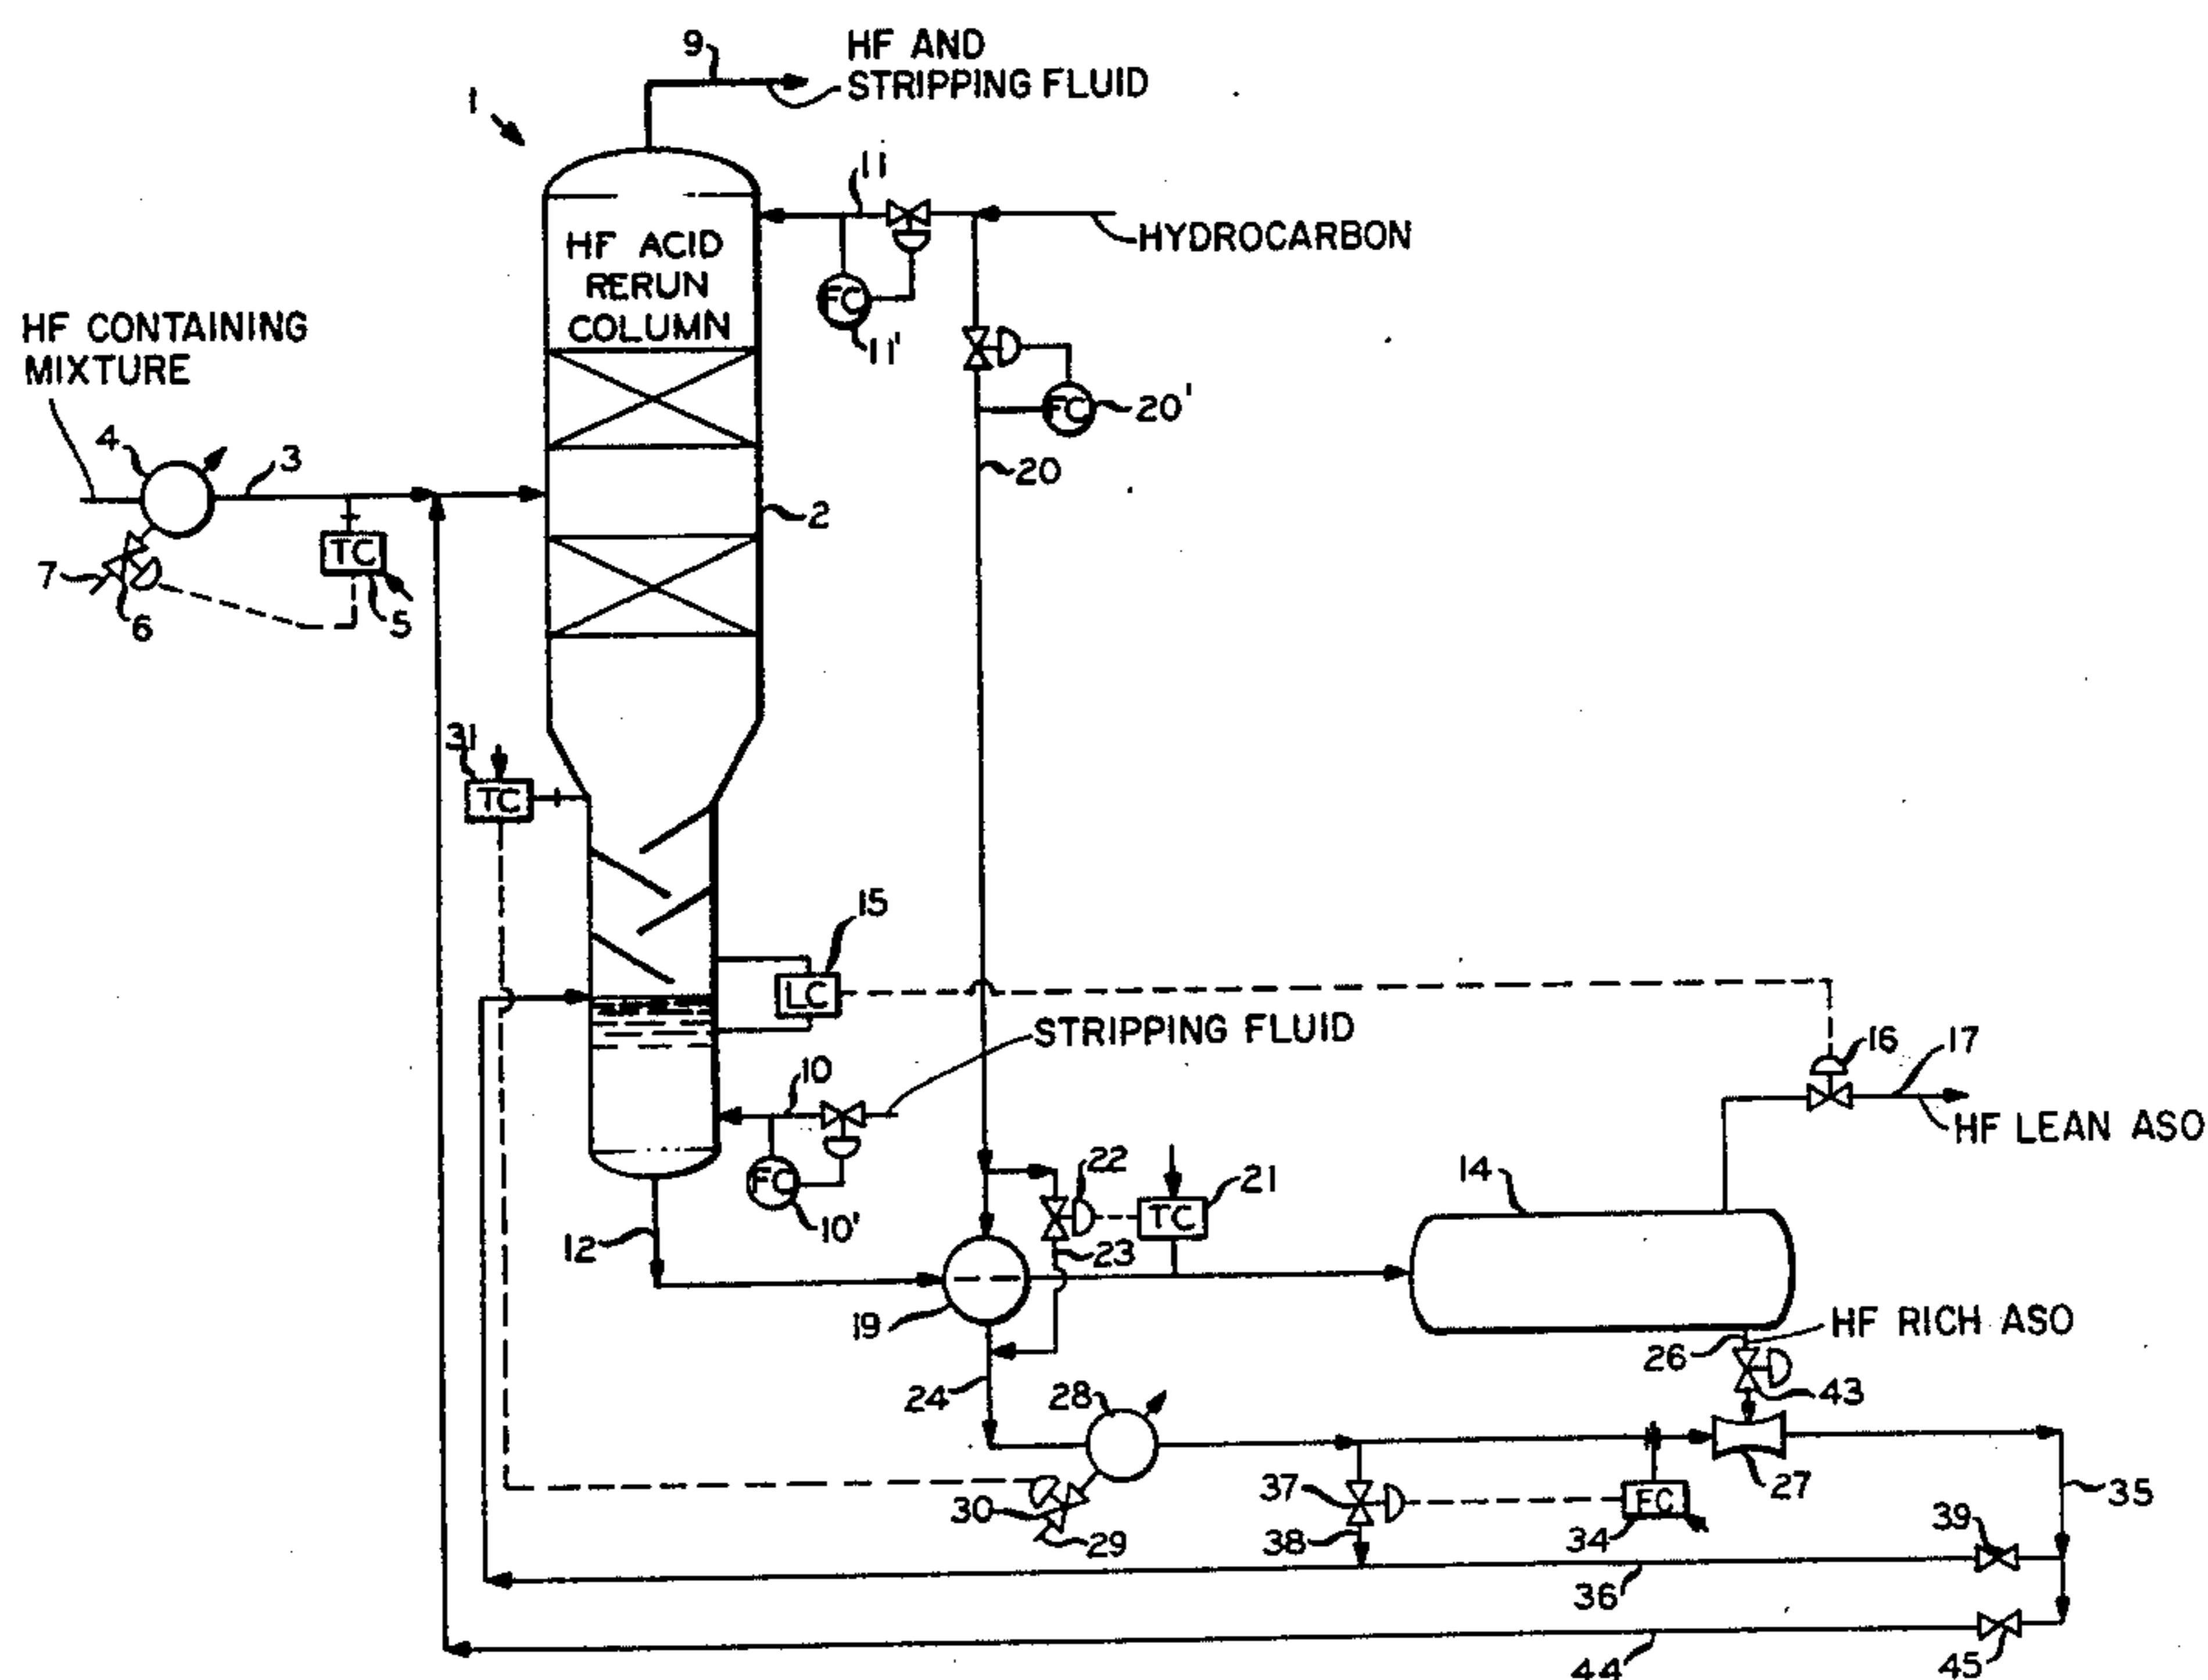 9
HF AND
STRIPPING FLUID
1
11
HYDROCARBON
HF ACID
RERUN
COLUMN
FC
11'
HF CONTAINING
MIXTURE
FC
20'
4
3
20
2
TC
7
6
5
31
TC
15
LC
STRIPPING FLUID
16
17
10
HF LEAN ASO
FC
10'
22
TC
21
14
12
23
19
HF RICH ASO
26
24
28
43
27
37
FC
35
30
29
38
34
39
36
44
45